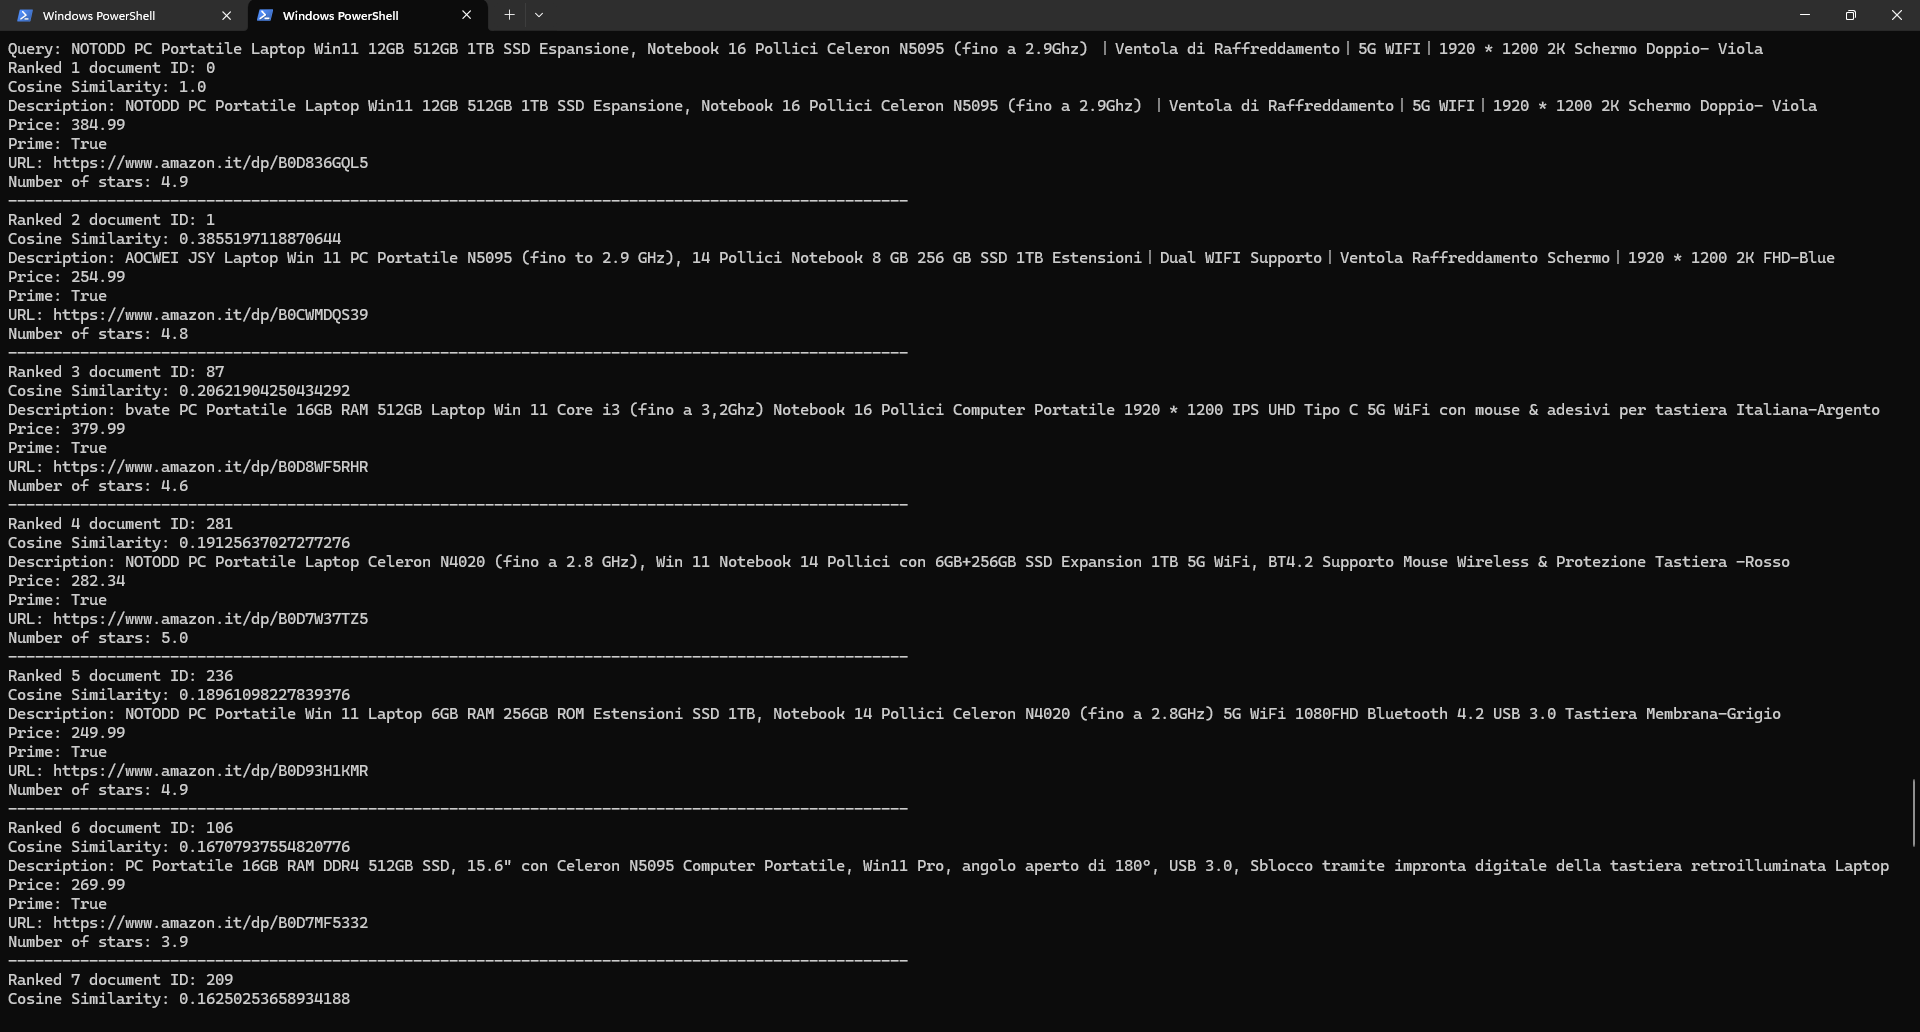 Windows PowerShell
Windows PowerShell
Query: NOTODD PC Portatile Laptop Win11 12GB 512GB 1TB SSD Espansione, Notebook 16 Pollici Celeron N5095 (fino a 2.9Ghz) |Ventola di Raffreddamento|5G WIFI|1920 * 1200 2K Schermo Doppio- Viola
Ranked 1 document ID: 0
Cosine Similarity: 1.0
Description: NOTODD PC Portatile Laptop Win11 12GB 512GB 1TB SSD Espansione, Notebook 16 Pollici Celeron N5095 (fino a 2.9Ghz) |Ventola di Raffreddamento|5G WIFI|1920 * 1200 2K Schermo Doppio- Viola
Price: 384.99
Prime: True
URL: https://www.amazon.it/dp/B0D836GQL5
Number of stars: 4.9
----------------------------------------------------------------------------------------------------
Ranked 2 document ID: 1
Cosine Similarity: 0.3855197118870644
Description: AOCWEI JSY Laptop Win 11 PC Portatile N5095 (fino to 2.9 GHz), 14 Pollici Notebook 8 GB 256 GB SSD 1TB Estensioni|Dual WIFI Supporto|Ventola Raffreddamento Schermo|1920 * 1200 2K FHD-Blue
Price: 254.99
Prime: True
URL: https://www.amazon.it/dp/B0CWMDQS39
Number of stars: 4.8
----------------------------------------------------------------------------------------------------
Ranked 3 document ID: 87
Cosine Similarity: 0.20621904250434292
Description: bvate PC Portatile 16GB RAM 512GB Laptop Win 11 Core i3 (fino a 3,2Ghz) Notebook 16 Pollici Computer Portatile 1920 * 1200 IPS UHD Tipo C 5G WiFi con mouse & adesivi per tastiera Italiana-Argento
Price: 379.99
Prime: True
URL: https://www.amazon.it/dp/B0D8WF5RHR
Number of stars: 4.6
----------------------------------------------------------------------------------------------------
Ranked 4 document ID: 281
Cosine Similarity: 0.19125637027277276
Description: NOTODD PC Portatile Laptop Celeron N4020 (fino a 2.8 GHz), Win 11 Notebook 14 Pollici con 6GB+256GB SSD Expansion 1TB 5G WiFi, BT4.2 Supporto Mouse Wireless & Protezione Tastiera -Rosso
Price: 282.34
Prime: True
URL: https://www.amazon.it/dp/B0D7W37TZ5
Number of stars: 5.0
----------------------------------------------------------------------------------------------------
Ranked 5 document ID: 236
Cosine Similarity: 0.18961098227839376
Description: NOTODD PC Portatile Win 11 Laptop 6GB RAM 256GB ROM Estensioni SSD 1TB, Notebook 14 Pollici Celeron N4020 (fino a 2.8GHz) 5G WiFi 1080FHD Bluetooth 4.2 USB 3.0 Tastiera Membrana-Grigio
Price: 249.99
Prime: True
URL: https://www.amazon.it/dp/B0D93H1KMR
Number of stars: 4.9
----------------------------------------------------------------------------------------------------
Ranked 6 document ID: 106
Cosine Similarity: 0.16707937554820776
Description: PC Portatile 16GB RAM DDR4 512GB SSD, 15.6" con Celeron N5095 Computer Portatile, Win11 Pro, angolo aperto di 180°, USB 3.0, Sblocco tramite impronta digitale della tastiera retroilluminata Laptop
Price: 269.99
Prime: True
URL: https://www.amazon.it/dp/B0D7MF5332
Number of stars: 3.9
----------------------------------------------------------------------------------------------------
Ranked 7 document ID: 209
Cosine Similarity: 0.16250253658934188